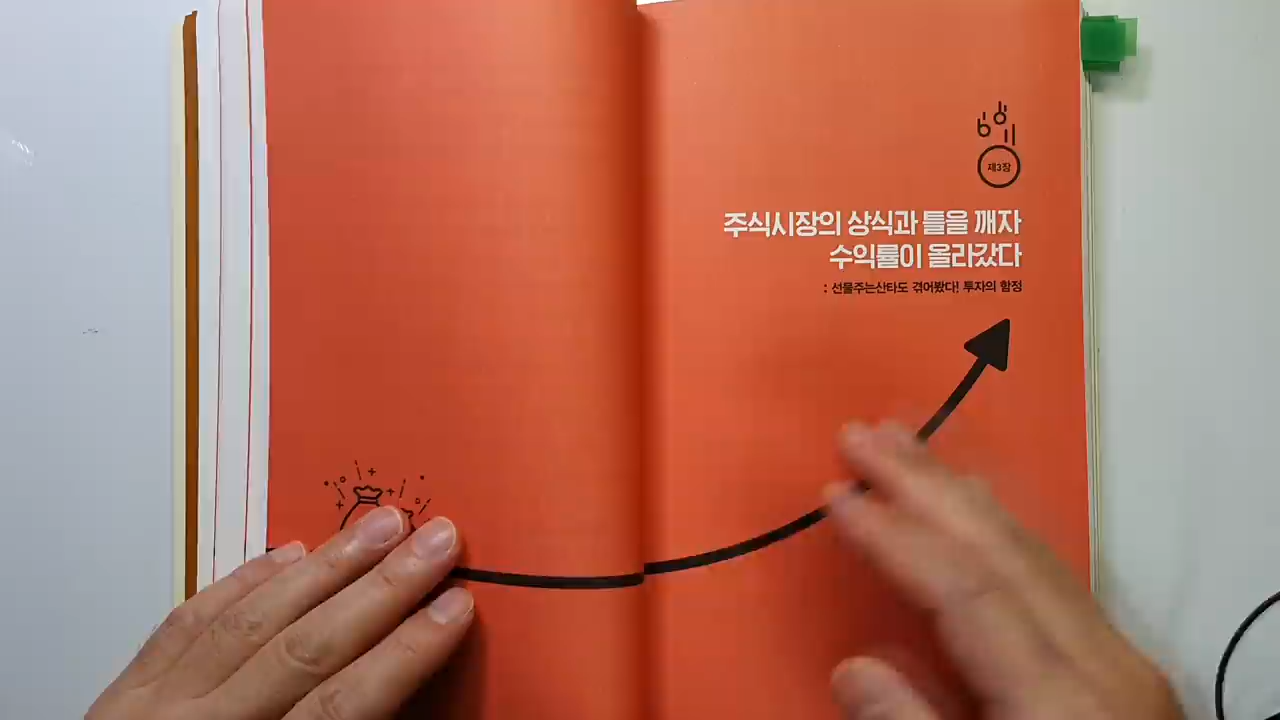 제3장
주식시장의 상식과 틀을 깨자
수익률이 올라갔다
: 선물주는산타도 겪어봤다! 투자의 함정